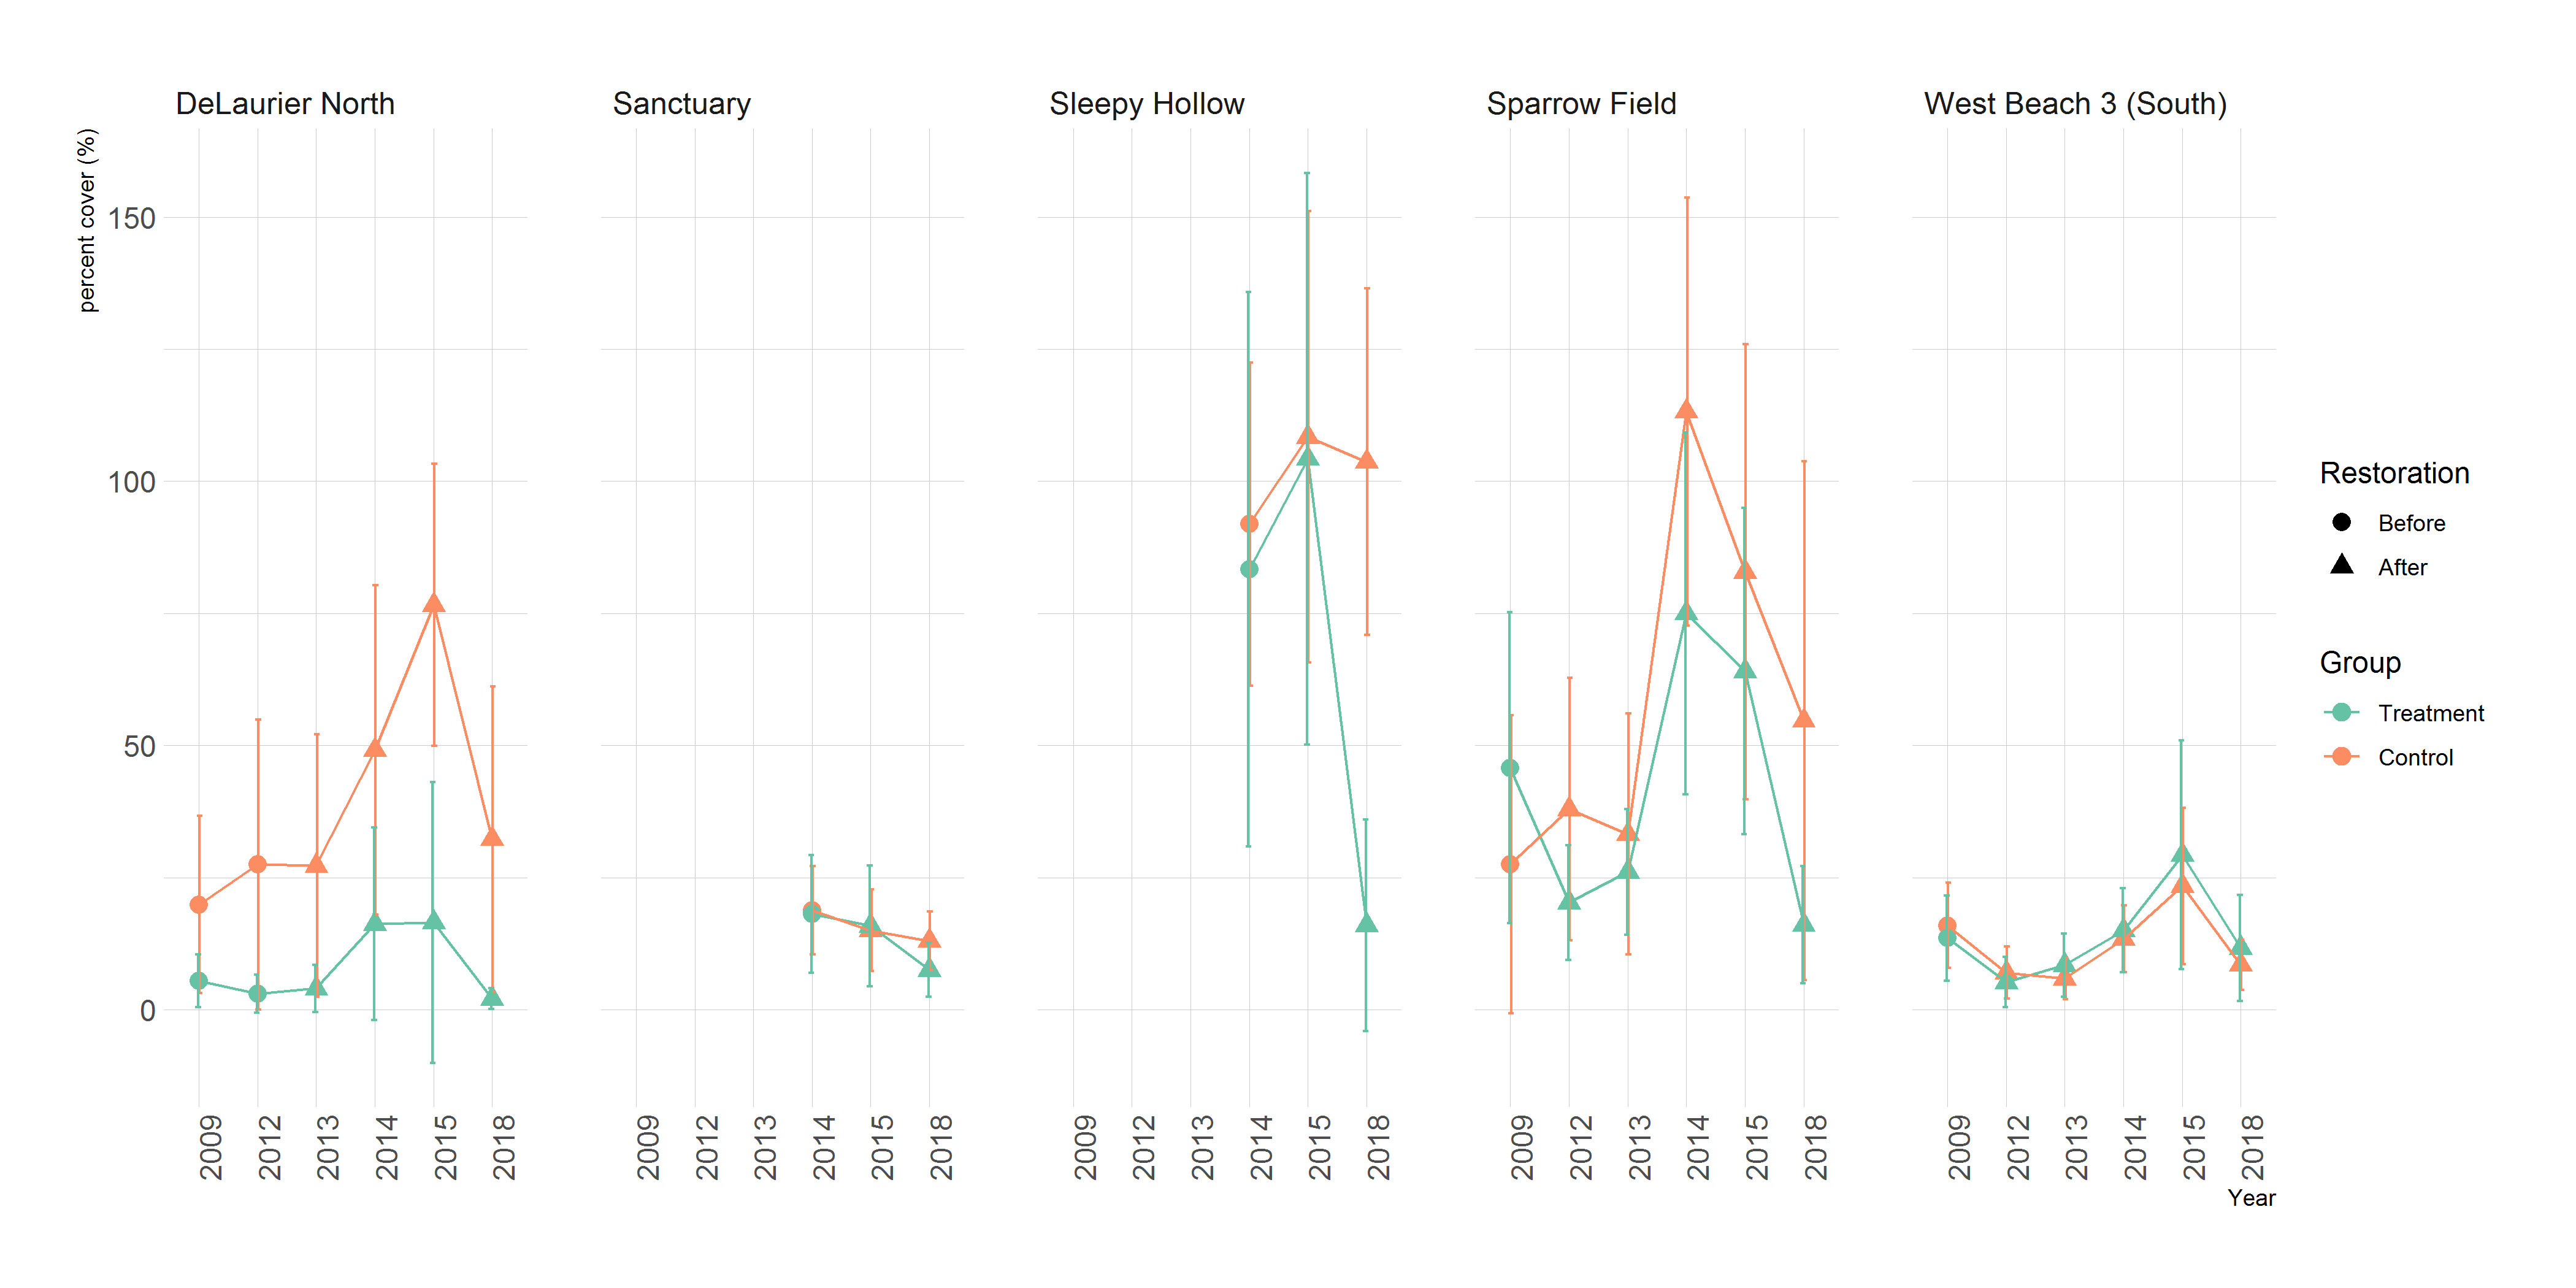 DeLaurier North
Sanctuary
Sleepy Hollow
Sparrow Field
West Beach 3 (South)
percent cover (%)
150
100
50
0
2009 2012 2013 2014 2015 2018
2009 2012 2013 2014 2015 2018
2009 2012 2013 2014 2015 2018
2009 2012 2013 2014 2015 2018
2009 2012 2013 2014 2015 2018
Year
Restoration
Before
After
Group
Treatment
Control